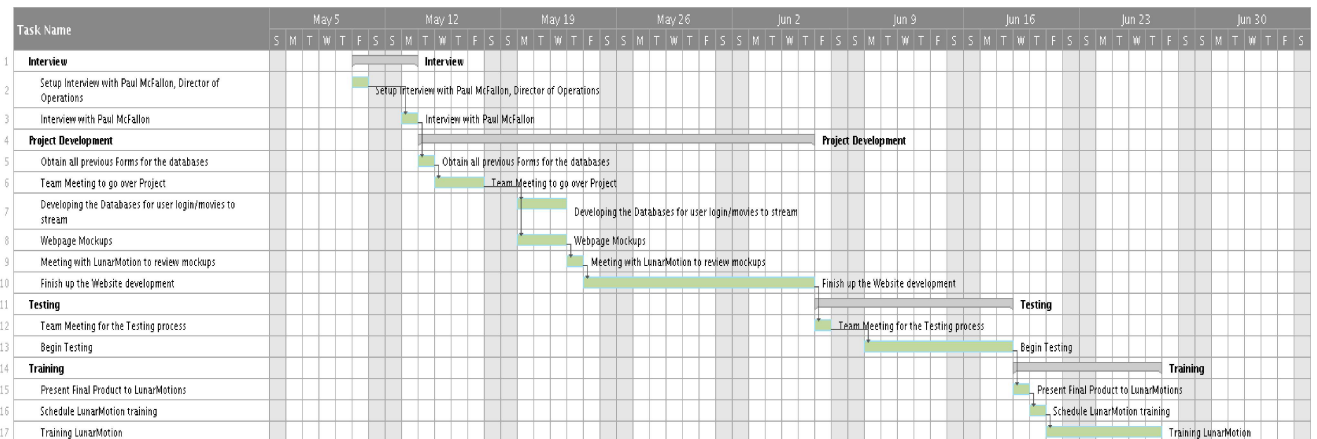 Task Name May 5 May 12 May 19 May 26 Jun 2 Jun 9 Jun 16 Jun 23 Jun 30
S M T W T F S S M T W T F S S M T W T F S S M T W T F S S M T W T F S S M T W T F S S M T W T F S S M T W T F S S M T W T F S
1 Interview Interview
2 Setup Interview with Paul McFallon, Director of
Operations
Setup Interview with Paul McFallon, Director of Operations
3 Interview with Paul McFallon Interview with Paul McFallon
4 Project Development Project Development
5 Obtain all previous Forms for the databases Obtain all previous Forms for the databases
6 Team Meeting to go over Project Team Meeting to go over Project
7 Developing the Databases for user login/movies to
stream
Developing the Databases for user login/movies to stream
8 Webpage Mockups Webpage Mockups
9 Meeting with LunarMotion to review mockups Meeting with LunarMotion to review mockups
10 Finish up the Website development Finish up the Website development
11 Testing Testing
12 Team Meeting for the Testing process Team Meeting for the Testing process
13 Begin Testing Begin Testing
14 Training Training
15 Present Final Product to LunarMotions Present Final Product to LunarMotions
16 Schedule LunarMotion training Schedule LunarMotion training
17 Training LunarMotion Training LunarMotion